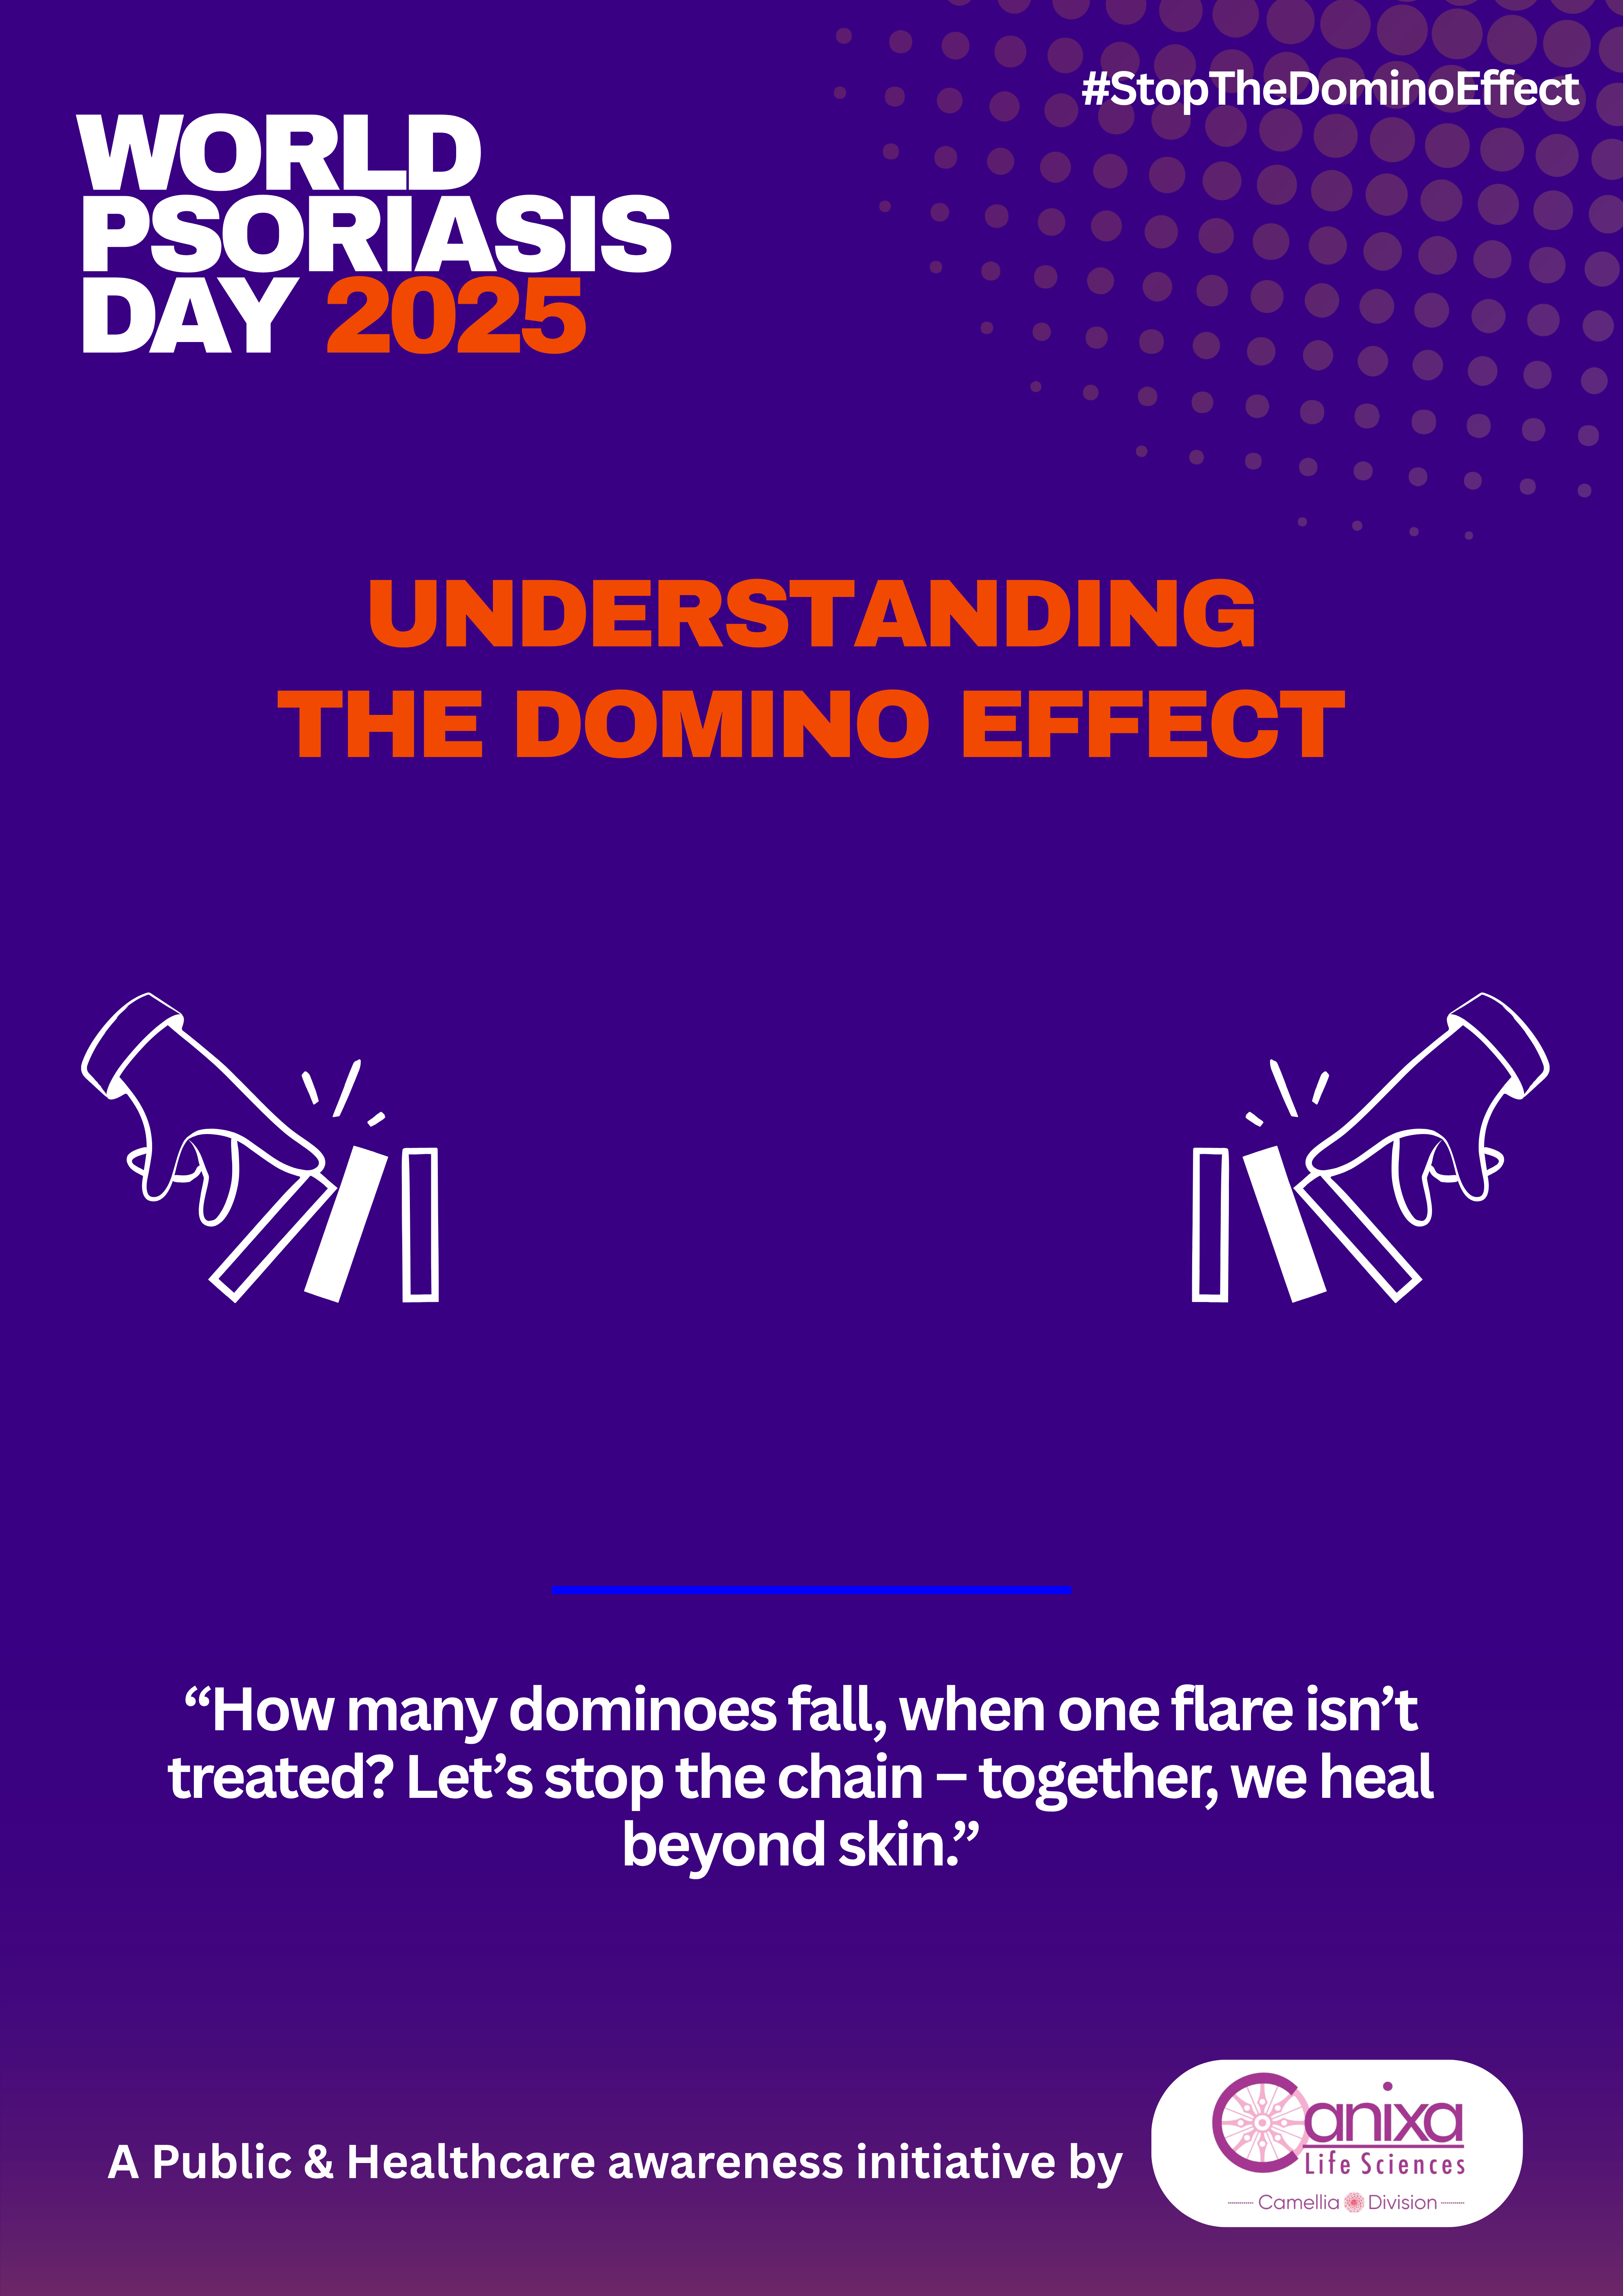 #StopTheDominoEffect
WORLD
PSORIASIS
DAY 2025
UNDERSTANDING
THE DOMINO EFFECT
“How many dominoes fall, when one flare isn’t
treated? Let’s stop the chain – together, we heal
beyond skin.”
A Public & Healthcare awareness initiative by
Canixa
Life Sciences
Camellia Division